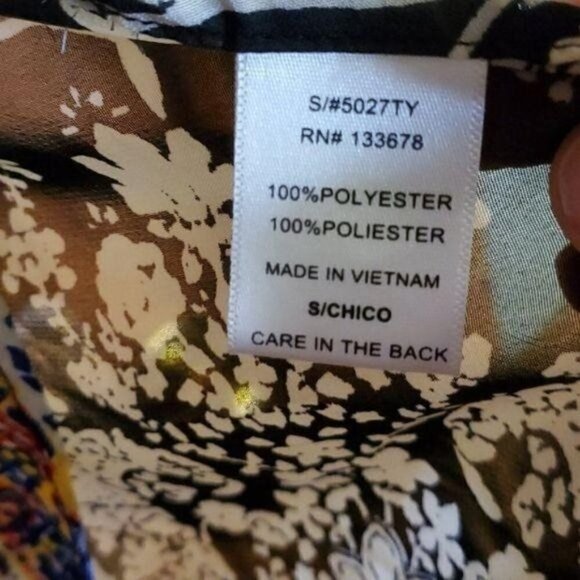 S/#5027TY
RN# 133678
100%POLYESTER
100%POLIESTER
MADE IN VIETNAM
S/CHICO
CARE IN THE BACK